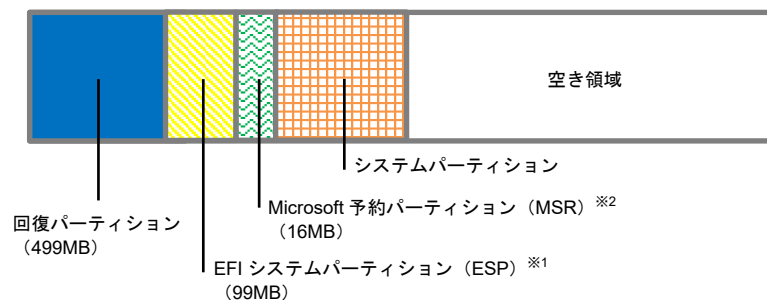 空き領域
システムパーティション
Microsoft 予約パーティション（MSR）※2
（16MB）
回復パーティション
（499MB）
EFI システムパーティション（ESP）※1
（99MB）